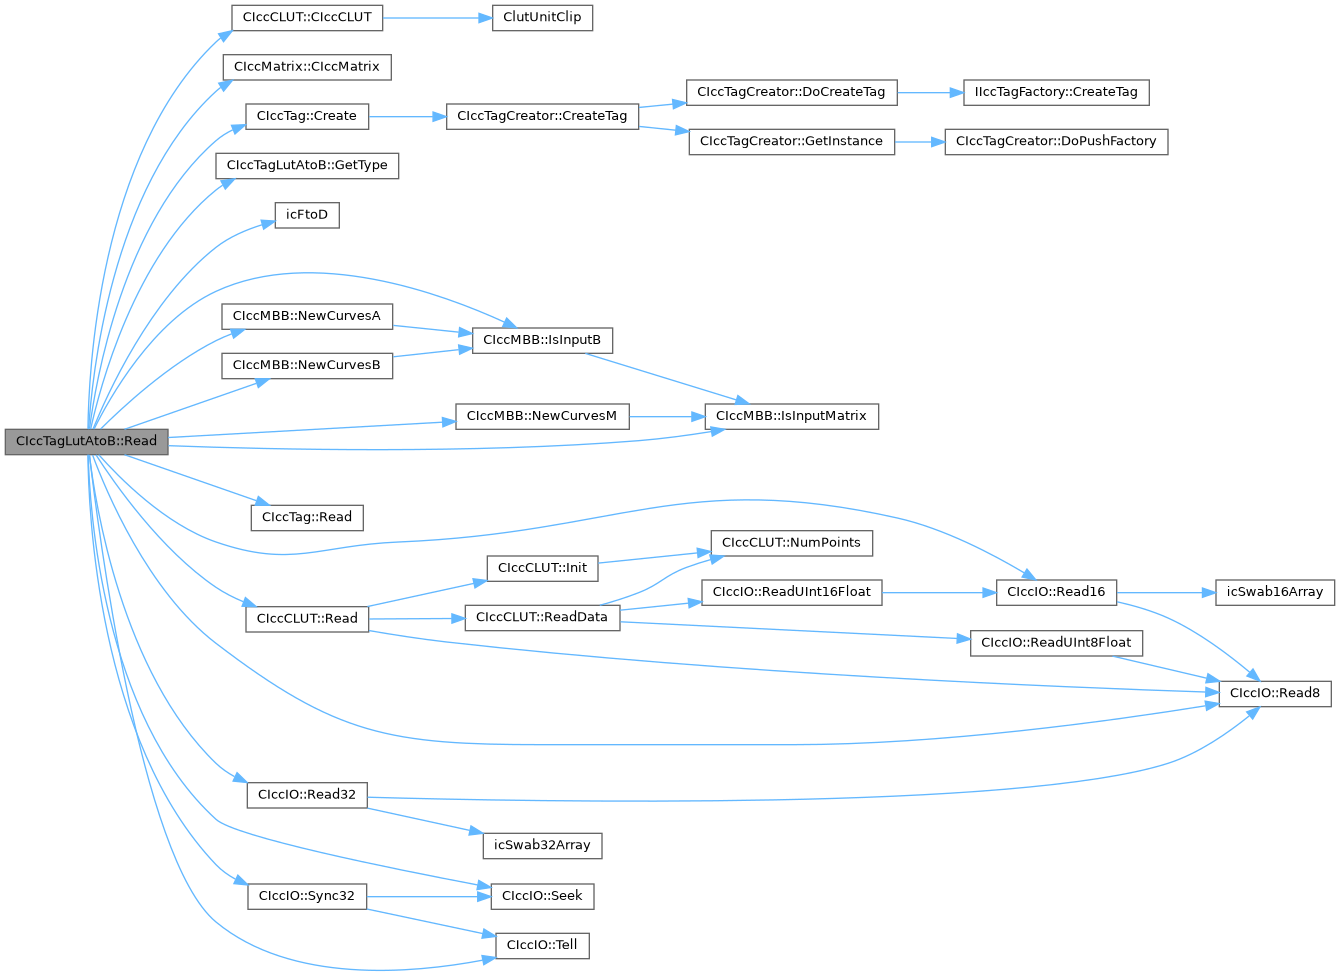 CIccCLUT::CIccCLUT
ClutUnitClip
CIccMatrix::CIccMatrix
CIccTagCreator::DoCreateTag
IIccTagFactory::CreateTag
CIccTag::Create
CIccTagCreator::CreateTag
CIccTagCreator::GetInstance
CIccTagCreator::DoPushFactory
CIccTagLutAtoB::GetType
icFtoD
CIccMBB::NewCurvesA
CIccMBB::IsInputB
CIccMBB::NewCurvesB
CIccMBB::NewCurvesM
CIccMBB::IsInputMatrix
CIccTagLutAtoB::Read
CIccTag::Read
CIccCLUT::NumPoints
CIccCLUT::Init
CIccIO::ReadUInt16Float
CIccIO::Read16
icSwab16Array
CIccCLUT::Read
CIccCLUT::ReadData
CIccIO::ReadUInt8Float
CIccIO::Read8
CIccIO::Read32
icSwab32Array
CIccIO::Sync32
CIccIO::Seek
CIccIO::Tell